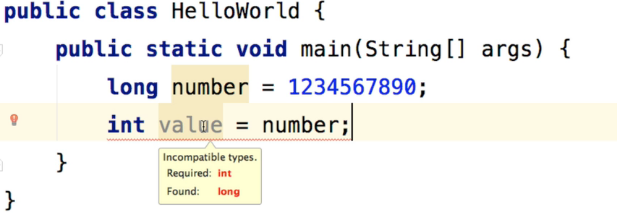 public class HelloWorld {
public static void main(String[] args) {
long number = 1234567890;
int value = number;
Incompatible types.
Required: int
Found: long
}
}